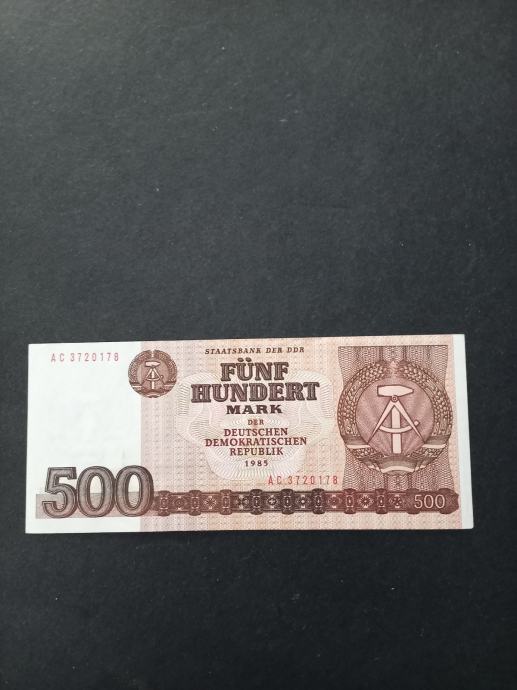 AC 3720178
STAATSBANK DER DDR
FÜNF
HUNDERT
MARK
DER
DEUTSCHEN
DEMOKRATISCHEN
REPUBLIK
1985
AC 3720178
500
500